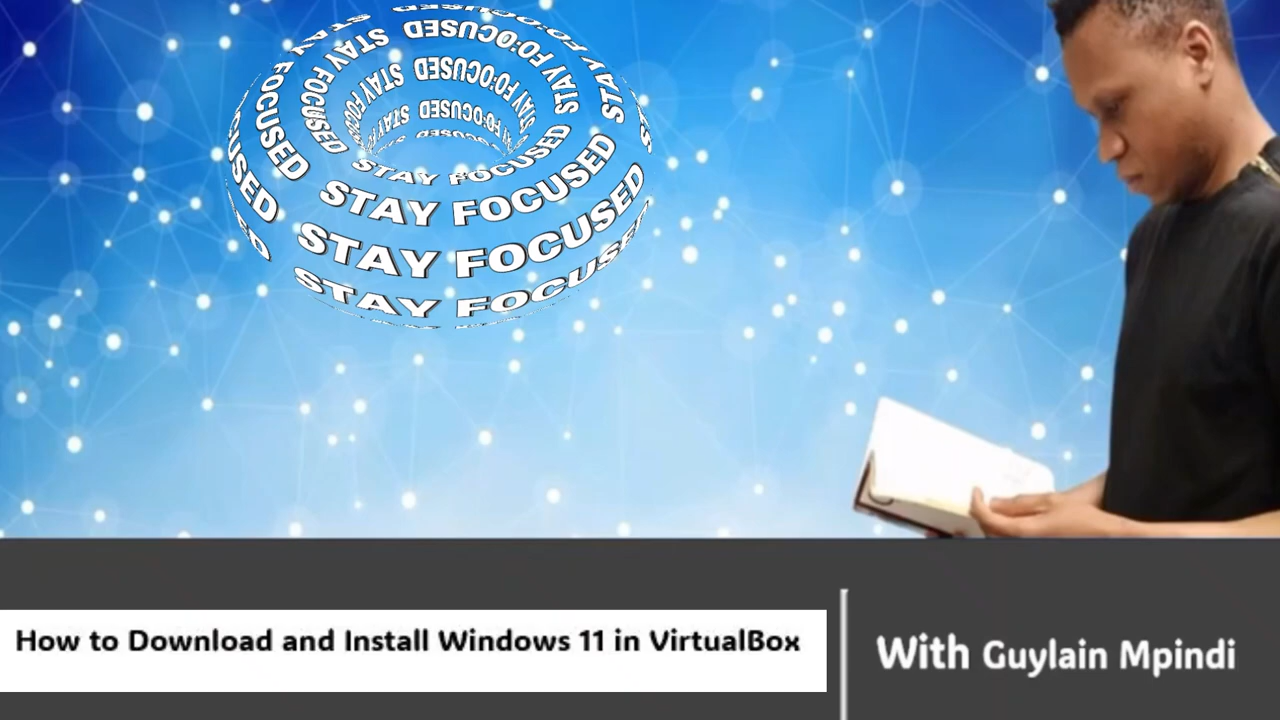 STAY FOCUSED
STAY FOCUSED
STAY FOCUSED
STAY FOCUSED
How to Download and Install Windows 11 in VirtualBox
With Guylain Mpindi